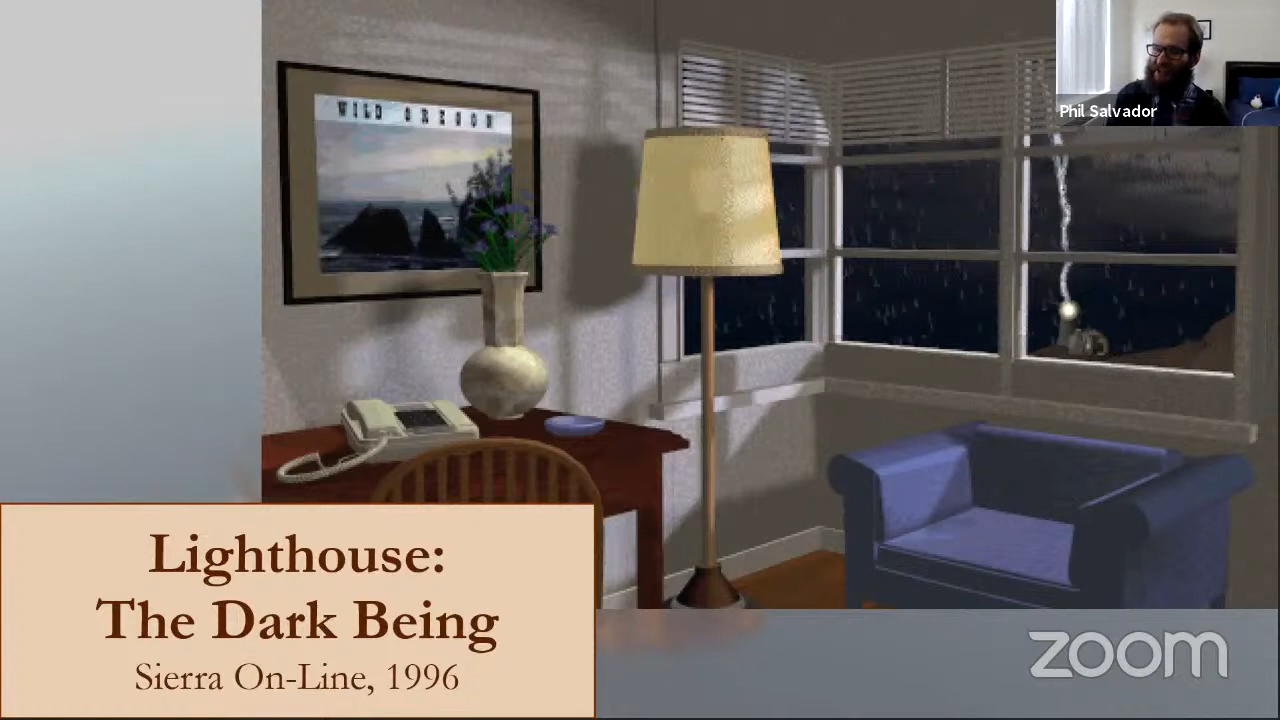 WILD OREGON
Phil Salvador
Lighthouse:
The Dark Being
Sierra On-Line, 1996
zoom